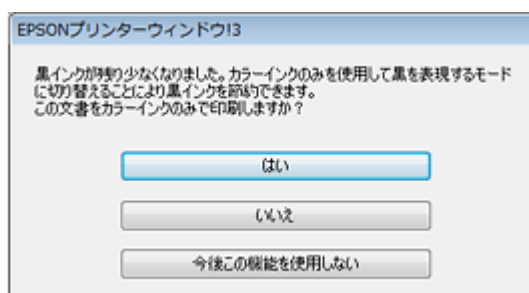 EPSONプリンターウィンドウ!3
黒インクが残り少なくなりました。カラーインクのみを使用して黒を表現するモード
に切り替えることにより黒インクを節約できます。
この文書をカラーインクのみで印刷しますか？
はい
いいえ
今後この機能を使用しない